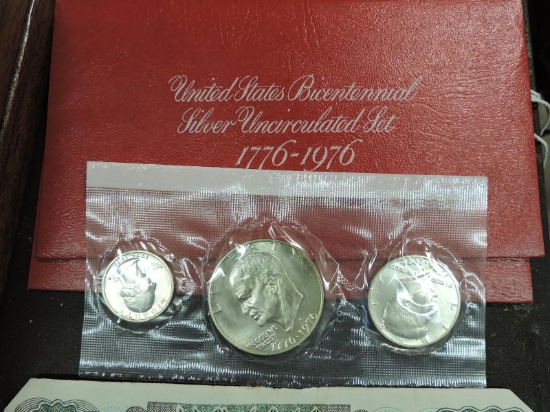 United States Bicentennial
Silver Uncirculated Set
1776-1976
1776-1976